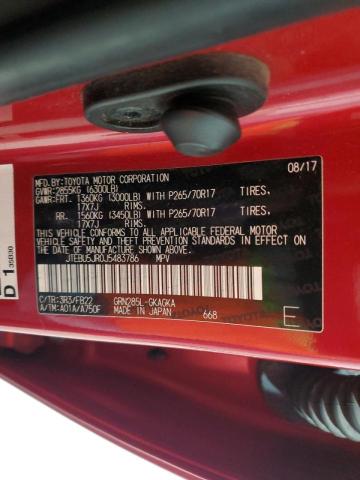 MFD.BY:TOYOTA MOTOR CORPORATION 08/17
GVWR:2855KG (6300LB)
GAWR:FRT. 1360KG (3000LB) WITH P265/70R17 TIRES,
17X7J RIMS.
RR. 1560KG (3450LB) WITH P265/70R17 TIRES,
17X7J RIMS.
THIS VEHICLE CONFORMS TO ALL APPLICABLE FEDERAL
MOTOR VEHICLE SAFETY STANDARDS IN EFFECT ON THE
DATE OF MANUFACTURE SHOWN ABOVE.
JTEBU5JR0J5483786 MPV
C/TR:3R3/FB22 GRN285L-GKAGKA
A/TM:A01A/A750F MADE IN JAPAN 668 E
D 1
35030